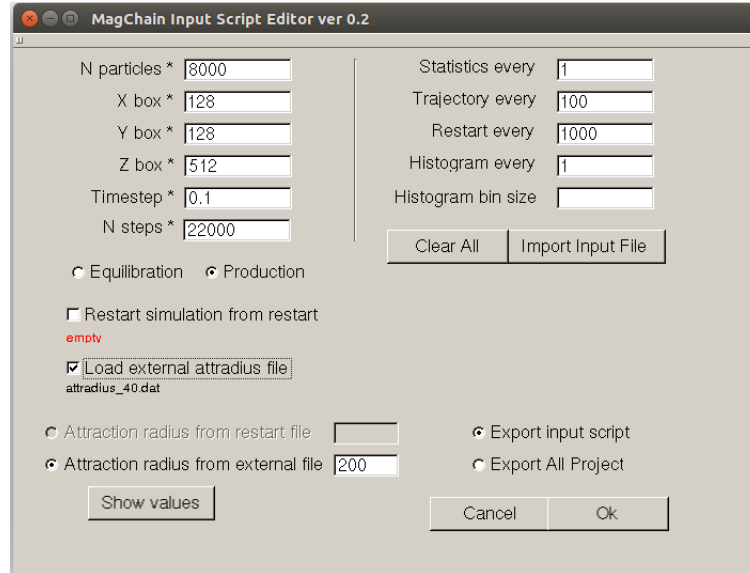 MagChain Input Script Editor ver 0.2
N particles * 8000
X box * 128
Y box * 128
Z box * 512
Timestep * 0.1
N steps * 22000
Equilibration Production
Restart simulation from restart
empty
Load external attradius file
attradius_40.dat
Statistics every 1
Trajectory every 100
Restart every 1000
Histogram every 1
Histogram bin size
Clear All Import Input File
Attraction radius from restart file
Attraction radius from external file 200
Show values
Export input script
Export All Project
Cancel Ok